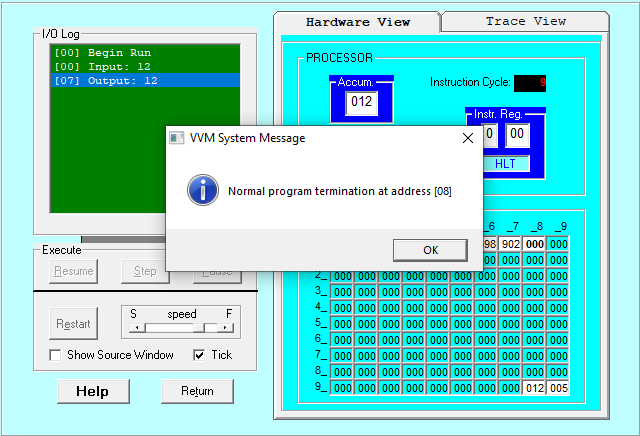 Hardware View
Trace View
I/O Log
[00] Begin Run
[00] Input: 12
[07] Output: 12
PROCESSOR
Accum.
012
Instruction Cycle:
9
Instr. Reg.
0 00
HLT
VVM System Message
Normal program termination at address [08]
OK
Execute
Resume
Step
Pause
Restart
S speed F
Show Source Window
Tick
Help
Return
_6 _7 _8 _9
98 902 000 000
2_ 000 000 000 000 000 000 000 000 000 000
3_ 000 000 000 000 000 000 000 000 000 000
4_ 000 000 000 000 000 000 000 000 000 000
5_ 000 000 000 000 000 000 000 000 000 000
6_ 000 000 000 000 000 000 000 000 000 000
7_ 000 000 000 000 000 000 000 000 000 000
8_ 000 000 000 000 000 000 000 000 000 000
9_ 000 000 000 000 000 000 000 000 012 005